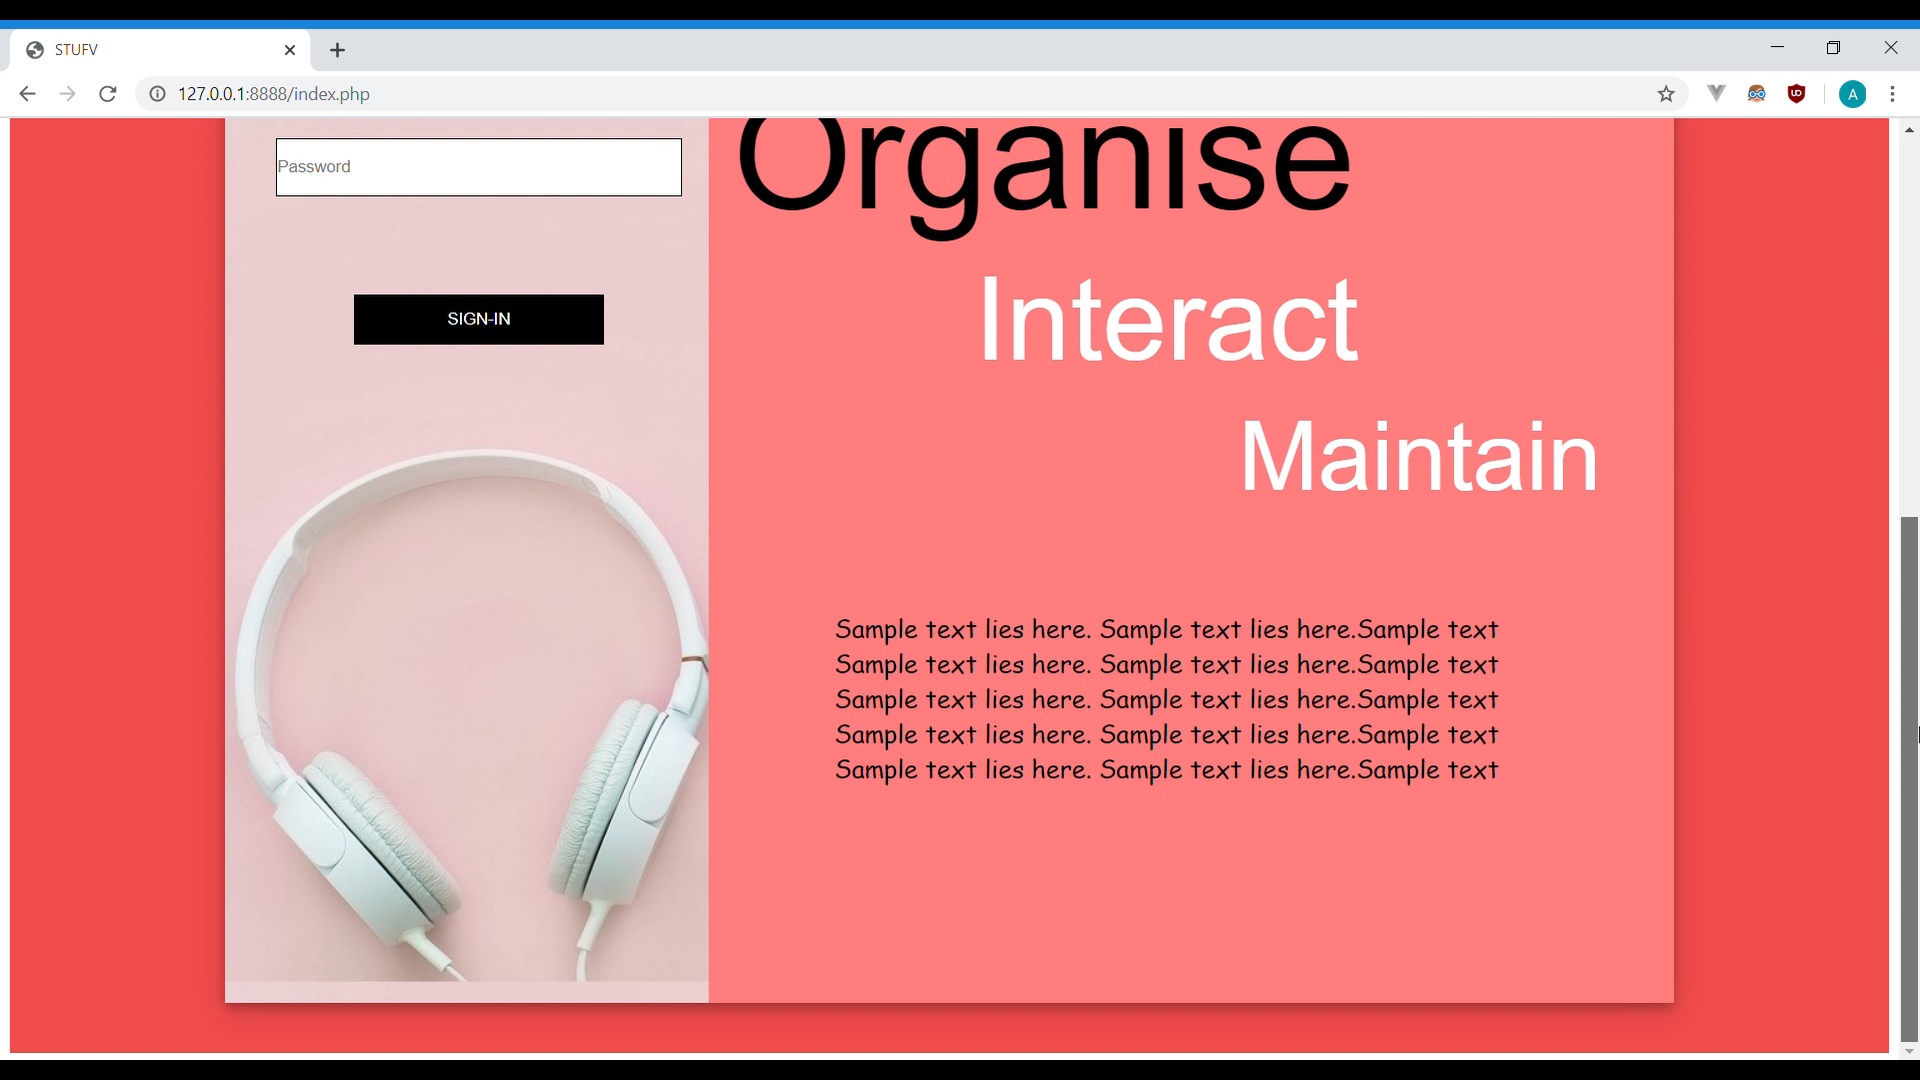 STUFV
127.0.0.1:8888/index.php
A
Password
SIGN-IN
Organise
Interact
Maintain
Sample text lies here. Sample text lies here.Sample text
Sample text lies here. Sample text lies here.Sample text
Sample text lies here. Sample text lies here.Sample text
Sample text lies here. Sample text lies here.Sample text
Sample text lies here. Sample text lies here.Sample text